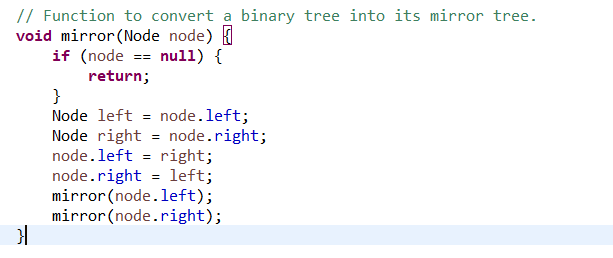 // Function to convert a binary tree into its mirror tree.
void mirror(Node node) {
    if (node == null) {
        return;
    }
    Node left = node.left;
    Node right = node.right;
    node.left = right;
    node.right = left;
    mirror(node.left);
    mirror(node.right);
}